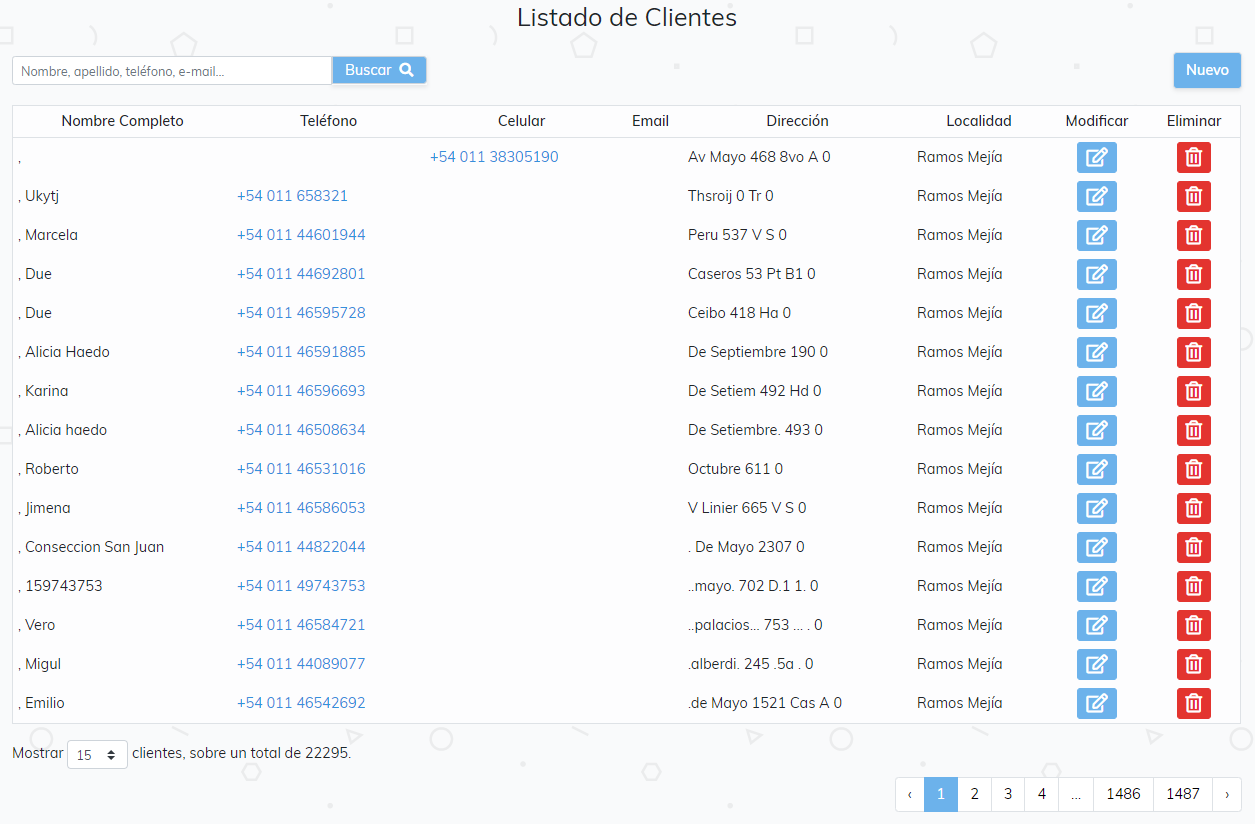 Listado de Clientes
Nombre, apellido, teléfono, e-mail... Buscar Nuevo
Nombre Completo Teléfono Celular Email Dirección Localidad Modificar Eliminar
, +54 011 38305190 Av Mayo 468 8vo A 0 Ramos Mejía
, Ukytj +54 011 658321 Thsroij 0 Tr 0 Ramos Mejía
, Marcela +54 011 44601944 Peru 537 V S 0 Ramos Mejía
, Due +54 011 44692801 Caseros 53 Pt B1 0 Ramos Mejía
, Due +54 011 46595728 Ceibo 418 Ha 0 Ramos Mejía
, Alicia Haedo +54 011 46591885 De Septiembre 190 0 Ramos Mejía
, Karina +54 011 46596693 De Setiem 492 Hd 0 Ramos Mejía
, Alicia haedo +54 011 46508634 De Setiembre. 493 0 Ramos Mejía
, Roberto +54 011 46531016 Octubre 611 0 Ramos Mejía
, Jimena +54 011 46586053 V Linier 665 V S 0 Ramos Mejía
, Conseccion San Juan +54 011 44822044 . De Mayo 2307 0 Ramos Mejía
, 159743753 +54 011 49743753 ..mayo. 702 D.1 1. 0 Ramos Mejía
, Vero +54 011 46584721 ..palacios... 753 ... . 0 Ramos Mejía
, Migul +54 011 44089077 .alberdi. 245 .5a . 0 Ramos Mejía
, Emilio +54 011 46542692 .de Mayo 1521 Cas A 0 Ramos Mejía
Mostrar 15 clientes, sobre un total de 22295.
‹ 1 2 3 4 ... 1486 1487 ›